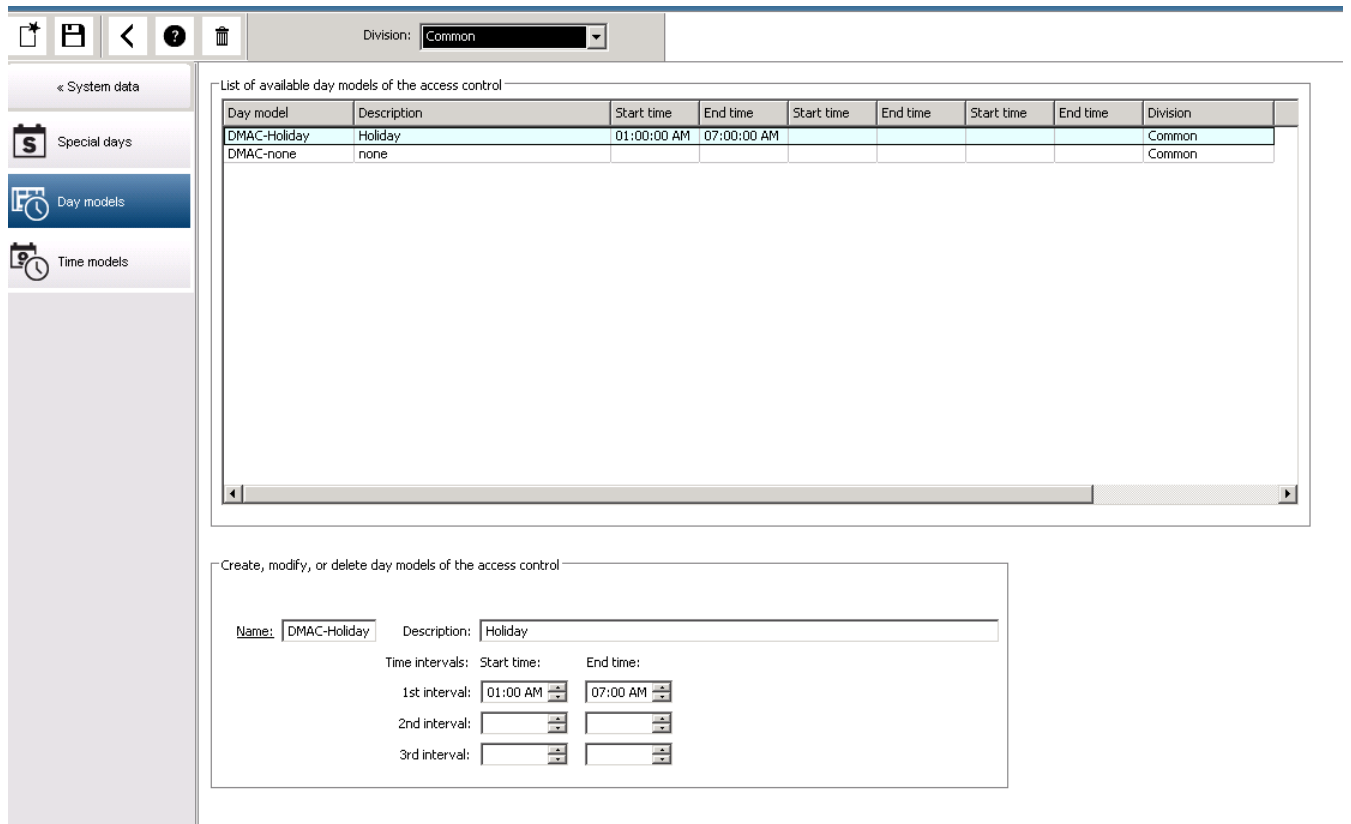 Division: Common
« System data
Special days
Day models
Time models
List of available day models of the access control
Day model Description Start time End time Start time End time Start time End time Division
DMAC-Holiday Holiday 01:00:00 AM 07:00:00 AM Common
DMAC-none none Common
Create, modify, or delete day models of the access control
Name: DMAC-Holiday Description: Holiday
Time intervals: Start time: End time:
1st interval: 01:00 AM 07:00 AM
2nd interval:
3rd interval: